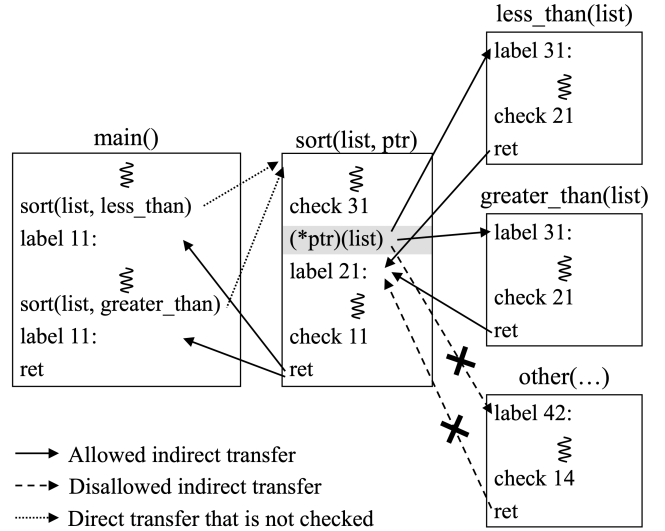 main()
sort(list, less_than)
label 11:
sort(list, greater_than)
label 11:
ret
sort(list, ptr)
check 31
(*ptr)(list)
label 21:
check 11
ret
less_than(list)
label 31:
check 21
ret
greater_than(list)
label 31:
check 21
ret
other(…)
label 42:
check 14
ret
Allowed indirect transfer
Disallowed indirect transfer
Direct transfer that is not checked